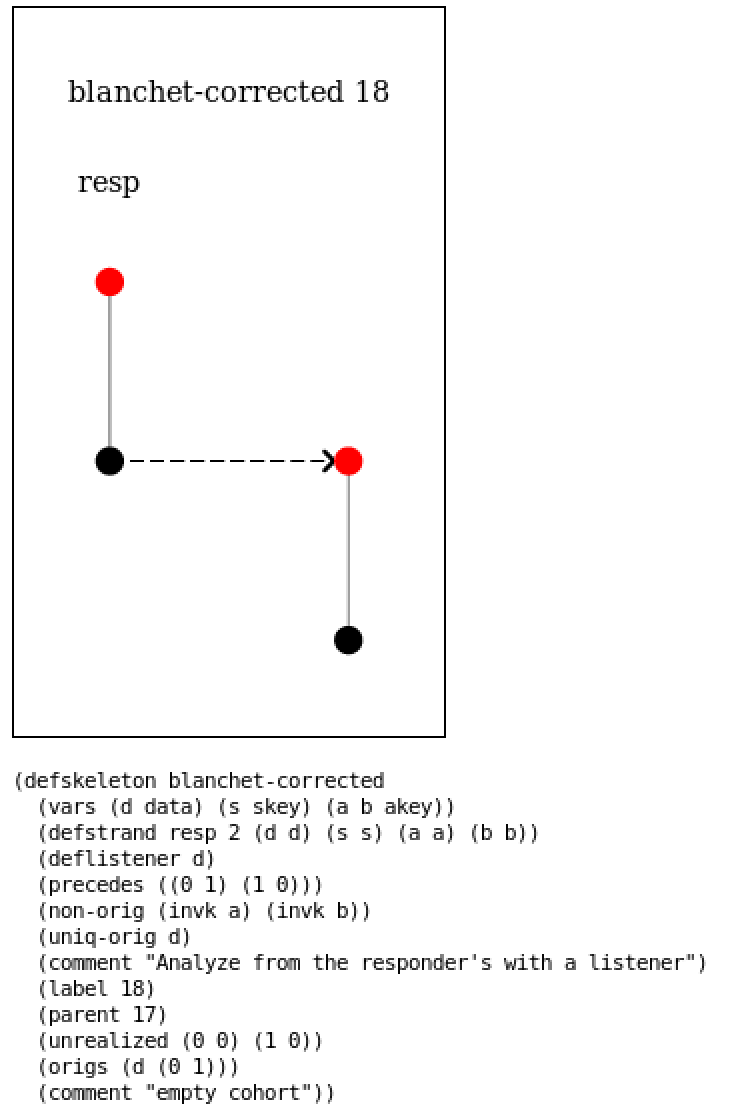 blanchet-corrected 18
resp
(defskeleton blanchet-corrected
  (vars (d data) (s skey) (a b akey))
  (defstrand resp 2 (d d) (s s) (a a) (b b))
  (deflistener d)
  (precedes ((0 1) (1 0)))
  (non-orig (invk a) (invk b))
  (uniq-orig d)
  (comment "Analyze from the responder's with a listener")
  (label 18)
  (parent 17)
  (unrealized (0 0) (1 0))
  (origs (d (0 1)))
  (comment "empty cohort"))